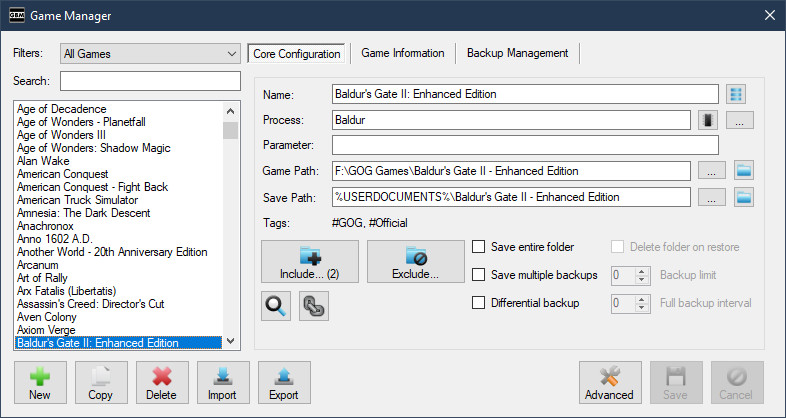 GBM Game Manager
Filters: All Games Core Configuration Game Information Backup Management
Search:
Age of Decadence
Age of Wonders - Planetfall
Age of Wonders III
Age of Wonders: Shadow Magic
Alan Wake
American Conquest
American Conquest - Fight Back
American Truck Simulator
Amnesia: The Dark Descent
Anachronox
Anno 1602 A.D.
Another World - 20th Anniversary Edition
Arcanum
Art of Rally
Arx Fatalis (Libertatis)
Assassin's Creed: Director's Cut
Aven Colony
Axiom Verge
Baldur's Gate II: Enhanced Edition
Name: Baldur's Gate II: Enhanced Edition
Process: Baldur ...
Parameter:
Game Path: F:\GOG Games\Baldur's Gate II - Enhanced Edition ...
Save Path: %USERDOCUMENTS%\Baldur's Gate II - Enhanced Edition ...
Tags: #GOG, #Official
Include... (2) Exclude...
Save entire folder Delete folder on restore
Save multiple backups 0 Backup limit
Differential backup 0 Full backup interval
New Copy Delete Import Export Advanced Save Cancel